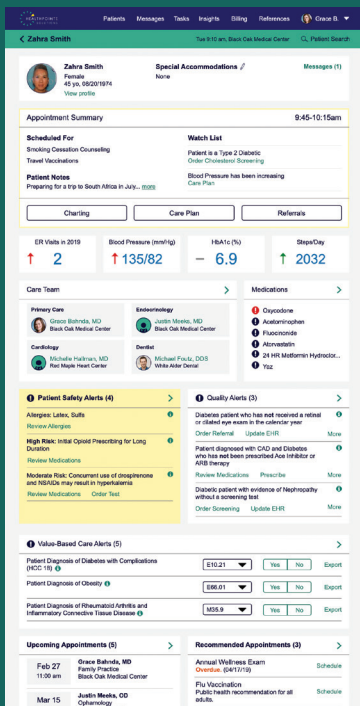 HEALTHPOINTE
SOLUTIONS
Patients Messages Tasks Insights Billing References Grace B.
Zahra Smith Tue 9:10 am, Black Oak Medical Center Patient Search
Zahra Smith
Female
45 yo, 08/20/1974
View profile
Special Accommodations
None
Messages (1)
Appointment Summary 9:45-10:15am
Scheduled For
Smoking Cessation Counseling
Travel Vaccinations
Patient Notes
Preparing for a trip to South Africa in July... more
Watch List
Patient is a Type 2 Diabetic
Order Cholesterol Screening
Blood Pressure has been increasing
Care Plan
Charting Care Plan Referrals
ER Visits in 2019
2
Blood Pressure (mm/Hg)
135/82
HbA1c (%)
6.9
Steps/Day
2032
Care Team
Primary Care
Grace Bahnda, MD
Black Oak Medical Center
Endocrinology
Justin Meeks, MD
Black Oak Medical Center
Cardiology
Michelle Hallman, MD
Red Maple Heart Center
Dentist
Michael Foutz, DDS
White Alder Dental
Medications
Oxycodone
Acetominophen
Fluocinonide
Atorvastatin
24 HR Metformin Hydroclor...
Yaz
Patient Safety Alerts (4)
Allergies: Latex, Sulfa
Review Allergies
High Risk: Initial Opioid Prescribing for Long
Duration
Review Medications
Moderate Risk: Concurrent use of drospirenone
and NSAIDs may result in hyperkalemia
Review Medications Order Test
Quality Alerts (3)
Diabetes patient who has not received a retinal
or dilated eye exam in the calendar year
Order Referral Update EHR More
Patient diagnosed with CAD and Diabetes
who has not been prescribed Ace Inhibitor or
ARB therapy
Review Medications Prescribe More
Diabetic patient with evidence of Nephropathy
without a screening test
Order Screening Update EHR More
Value-Based Care Alerts (5)
Patient Diagnosis of Diabetes with Complications
(HCC 18)
E10.21 Yes No Export
Patient Diagnosis of Obesity
E66.01 Yes No Export
Patient Diagnosis of Rheumatoid Arthritis and
Inflammatory Connective Tissue Disease
M35.9 Yes No Export
Upcoming Appointments (5)
Feb 27
11:00 am
Grace Bahnda, MD
Family Practice
Black Oak Medical Center
Mar 15
Justin Meeks, OD
Ophamology
Recommended Appointments (3)
Annual Wellness Exam
Overdue. (04/17/19)
Schedule
Flu Vaccination
Public health recommendation for all
adults.
Schedule